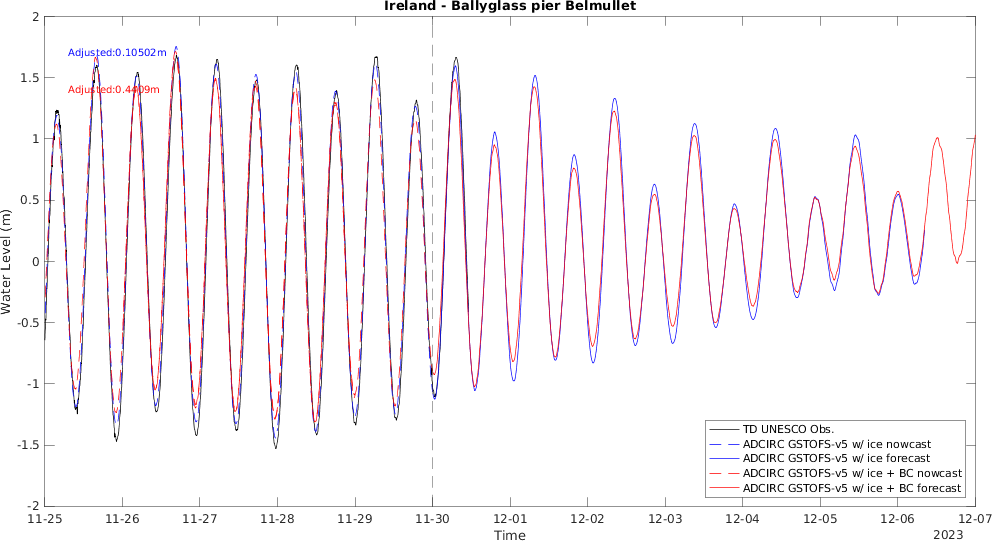 Ireland - Ballyglass pier Belmullet
Adjusted:0.10502m
Adjusted:0.4409m
Water Level (m)
2
1.5
1
0.5
0
-0.5
-1
-1.5
-2
TD UNESCO Obs.
ADCIRC GSTOFS-v5 w/ ice nowcast
ADCIRC GSTOFS-v5 w/ ice forecast
ADCIRC GSTOFS-v5 w/ ice + BC nowcast
ADCIRC GSTOFS-v5 w/ ice + BC forecast
11-25 11-26 11-27 11-28 11-29 11-30 12-01 12-02 12-03 12-04 12-05 12-06 12-07
Time
2023